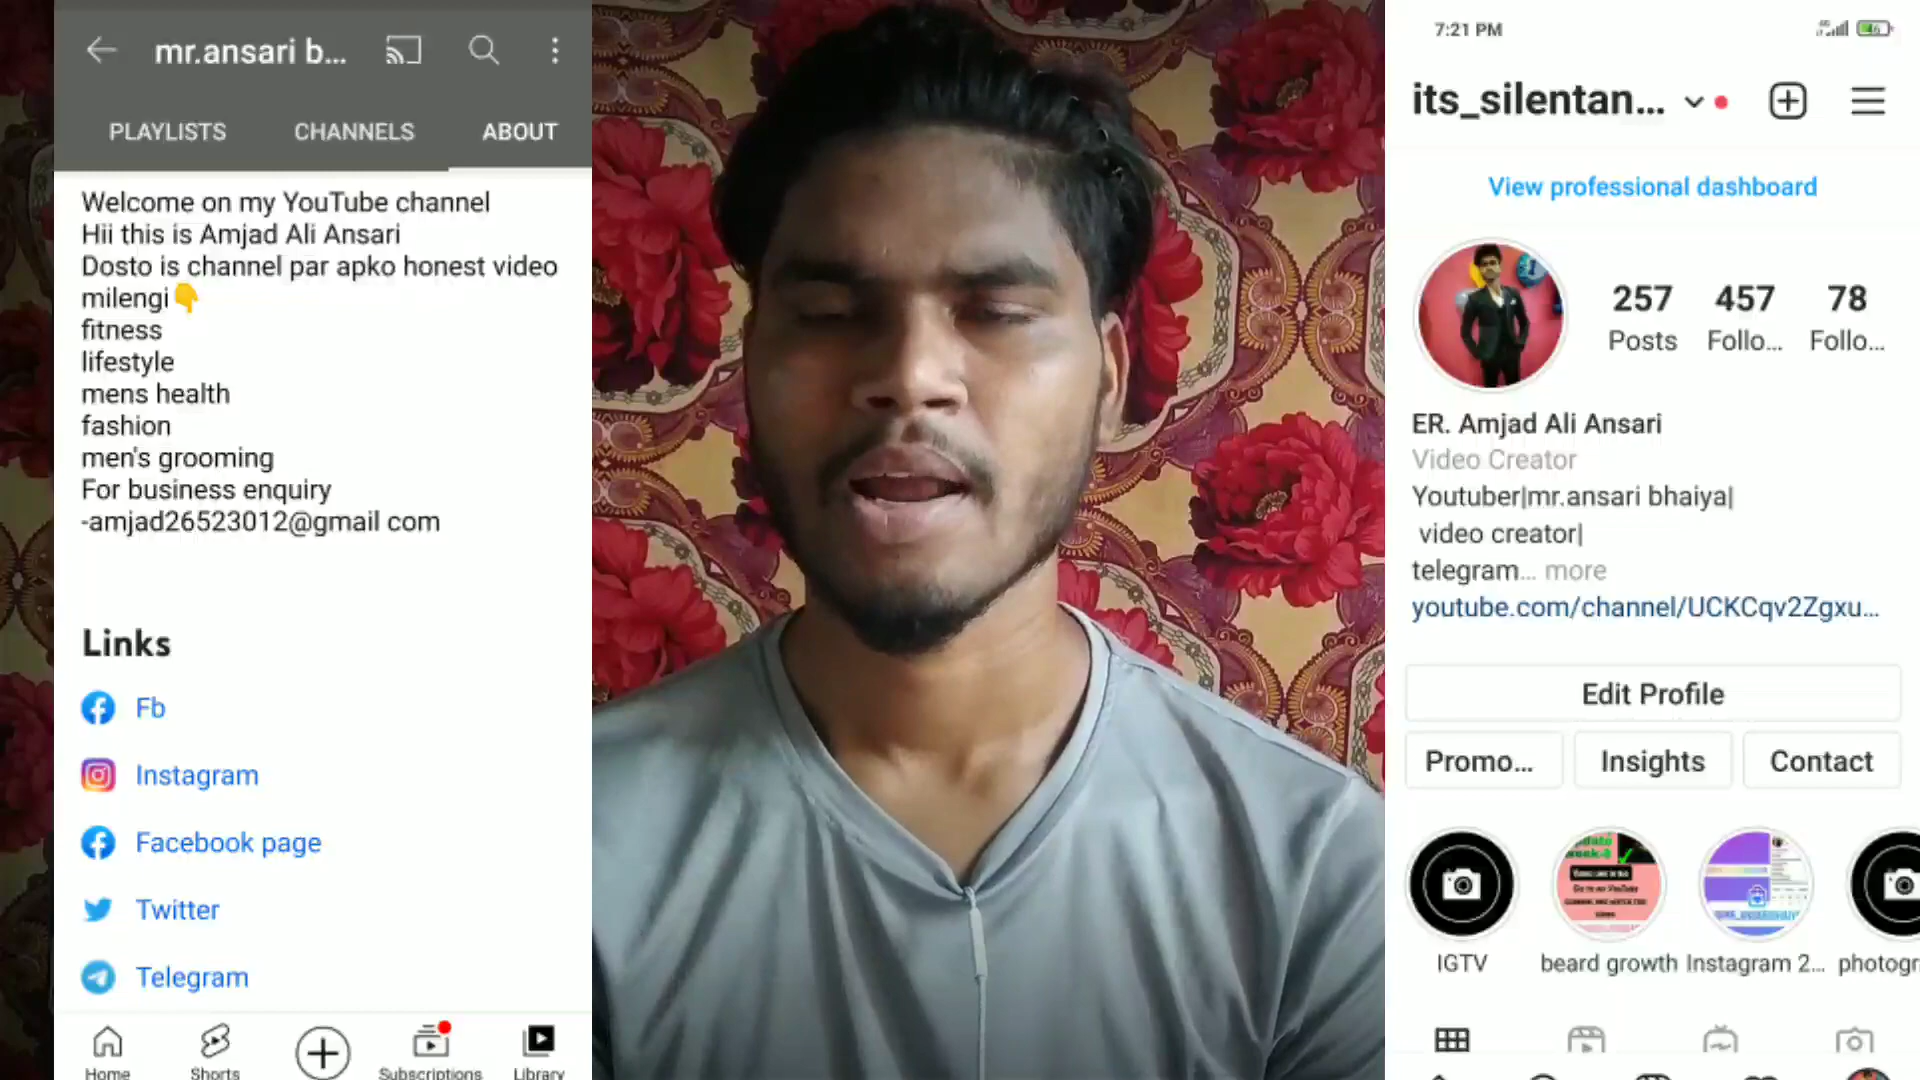 mr.ansari b...
PLAYLISTS
CHANNELS
ABOUT
Welcome on my YouTube channel
Hii this is Amjad Ali Ansari
Dosto is channel par apko honest video
milengi👇
fitness
lifestyle
mens health
fashion
men's grooming
For business enquiry
-amjad26523012@gmail com
Links
Fb
Instagram
Facebook page
Twitter
Telegram
Home
Shorts
Subscriptions
Library
7:21 PM
its_silentan...
View professional dashboard
257 457 78
Posts Follo... Follo...
ER. Amjad Ali Ansari
Video Creator
Youtuber|mr.ansari bhaiya|
video creator|
telegram... more
youtube.com/channel/UCKCqv2Zgxu...
Edit Profile
Promo...
Insights
Contact
IGTV
beard growth
Instagram 2...
photogr